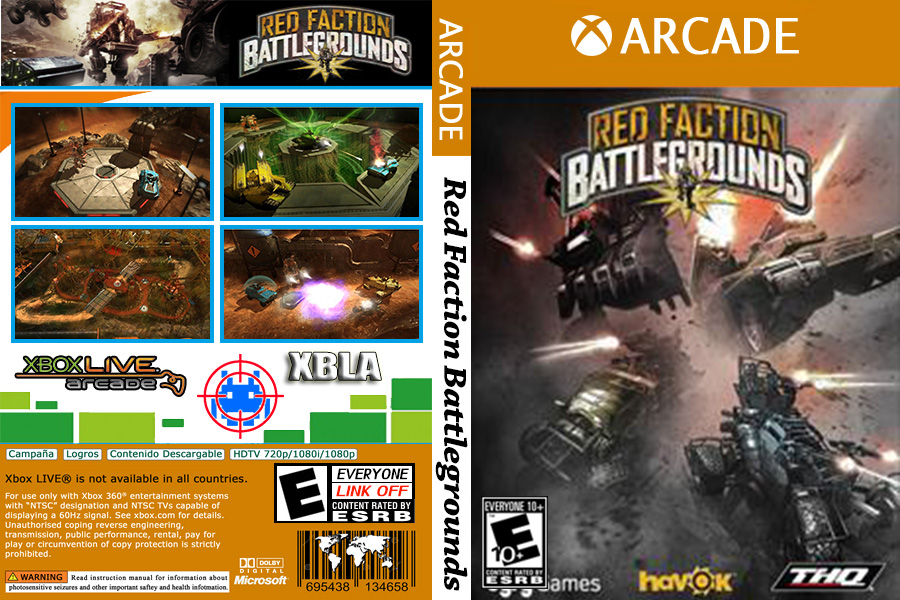 RED FACTION
BATTLEGROUNDS
XBOX LIVE
arcade
XBLA
Campaña
Logros
Contenido Descargable
HDTV 720p/1080i/1080p
Xbox LIVE® is not available in all countries.
For use only with Xbox 360® entertainment systems
with "NTSC" designation and NTSC TVs capable of
displaying a 60Hz signal. See xbox.com for details.
Unauthorised coping reverse engineering,
transmission, public performance, rental, pay for
play or circumvention of copy protection is strictly
prohibited.
WARNING Read instruction manual for information about
photosensitive seizures and other important saftey and health infotmation.
E
EVERYONE
LINK OFF
CONTENT RATED BY
ESRB
DOLBY
DIGITAL
Microsoft
695438 134658
ARCADE
Red Faction Battlegrounds
ARCADE
RED FACTION
BATTLEGROUNDS
EVERYONE 10+
E
10+
CONTENT RATED BY
ESRB
Games
havok
THQ